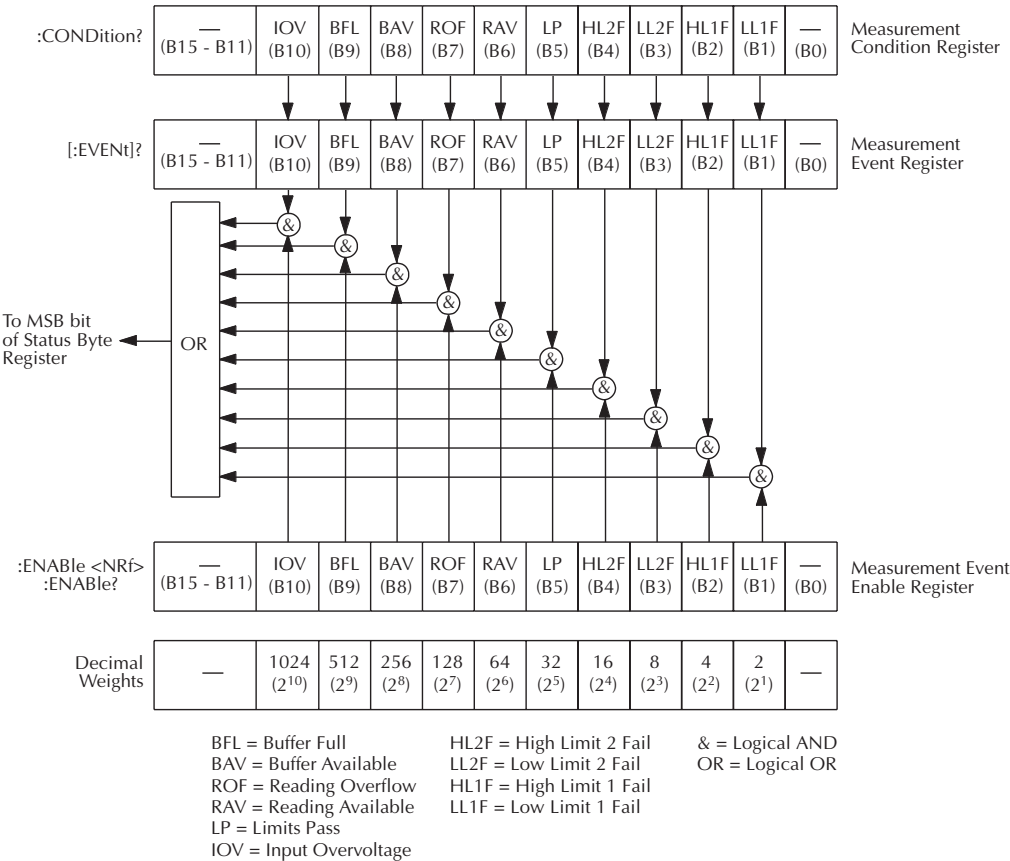 :CONDition?
— (B15 - B11) IOV (B10) BFL (B9) BAV (B8) ROF (B7) RAV (B6) LP (B5) HL2F (B4) LL2F (B3) HL1F (B2) LL1F (B1) — (B0)
Measurement
Condition Register
[:EVENt]?
— (B15 - B11) IOV (B10) BFL (B9) BAV (B8) ROF (B7) RAV (B6) LP (B5) HL2F (B4) LL2F (B3) HL1F (B2) LL1F (B1) — (B0)
Measurement
Event Register
&
&
&
&
&
&
&
&
&
&
To MSB bit
of Status Byte
Register
OR
:ENABle <NRf>
:ENABle?
— (B15 - B11) IOV (B10) BFL (B9) BAV (B8) ROF (B7) RAV (B6) LP (B5) HL2F (B4) LL2F (B3) HL1F (B2) LL1F (B1) — (B0)
Measurement Event
Enable Register
Decimal
Weights
— 1024 (2¹⁰) 512 (2⁹) 256 (2⁸) 128 (2⁷) 64 (2⁶) 32 (2⁵) 16 (2⁴) 8 (2³) 4 (2²) 2 (2¹) —
BFL = Buffer Full
BAV = Buffer Available
ROF = Reading Overflow
RAV = Reading Available
LP = Limits Pass
IOV = Input Overvoltage
HL2F = High Limit 2 Fail
LL2F = Low Limit 2 Fail
HL1F = High Limit 1 Fail
LL1F = Low Limit 1 Fail
& = Logical AND
OR = Logical OR